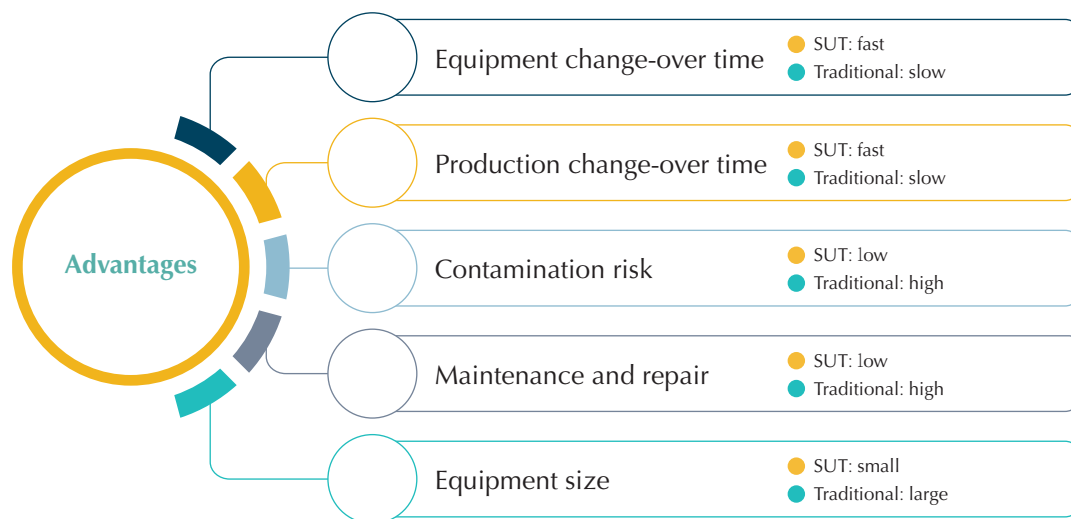 Advantages
Equipment change-over time
SUT: fast
Traditional: slow
Production change-over time
SUT: fast
Traditional: slow
Contamination risk
SUT: low
Traditional: high
Maintenance and repair
SUT: low
Traditional: high
Equipment size
SUT: small
Traditional: large